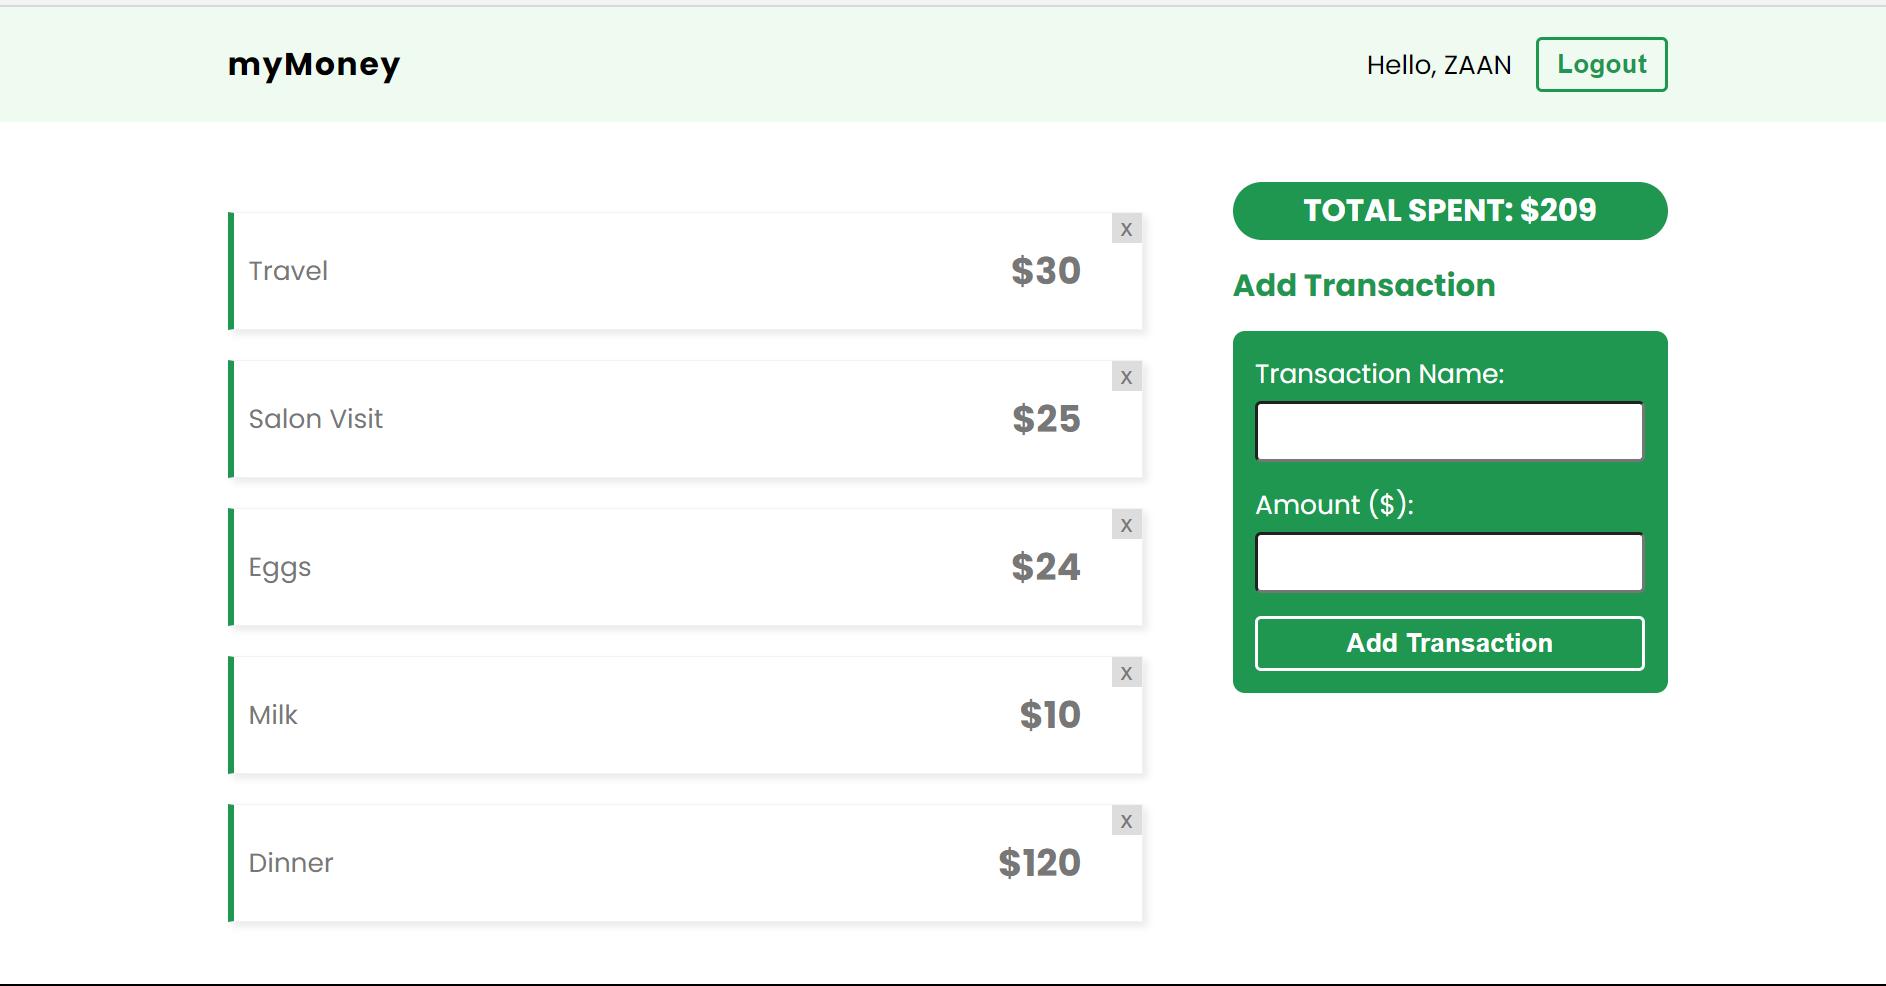 myMoney
Hello, ZAAN
Logout
x
Travel
$30
x
Salon Visit
$25
x
Eggs
$24
x
Milk
$10
x
Dinner
$120
TOTAL SPENT: $209
Add Transaction
Transaction Name:
Amount ($):
Add Transaction